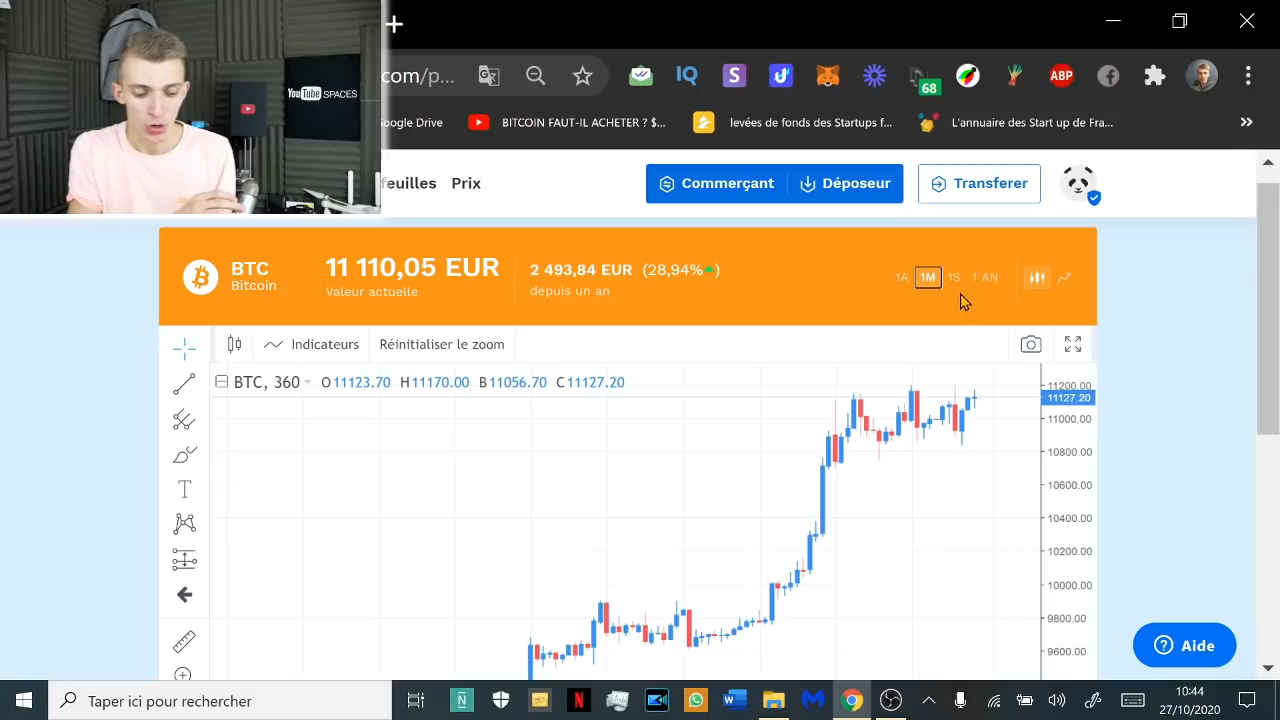 YouTube SPACES
.com/p...
68
ABP
oogle Drive
BITCOIN FAUT-IL ACHETER ? $...
levées de fonds des Startups f...
L'annuaire des Start up de Fra...
»
feuilles
Prix
Commerçant
Déposeur
Transferer
BTC
Bitcoin
11 110,05 EUR
Valeur actuelle
2 493,84 EUR (28,94% )
depuis un an
1A 1M 1S 1 AN
Indicateurs
Réinitialiser le zoom
BTC, 360
O11123.70 H11170.00 B11056.70 C11127.20
11200.00
11127.20
11000.00
10800.00
10600.00
10400.00
10200.00
10000.00
9800.00
9600.00
Aide
Taper ici pour rechercher
10:44
27/10/2020